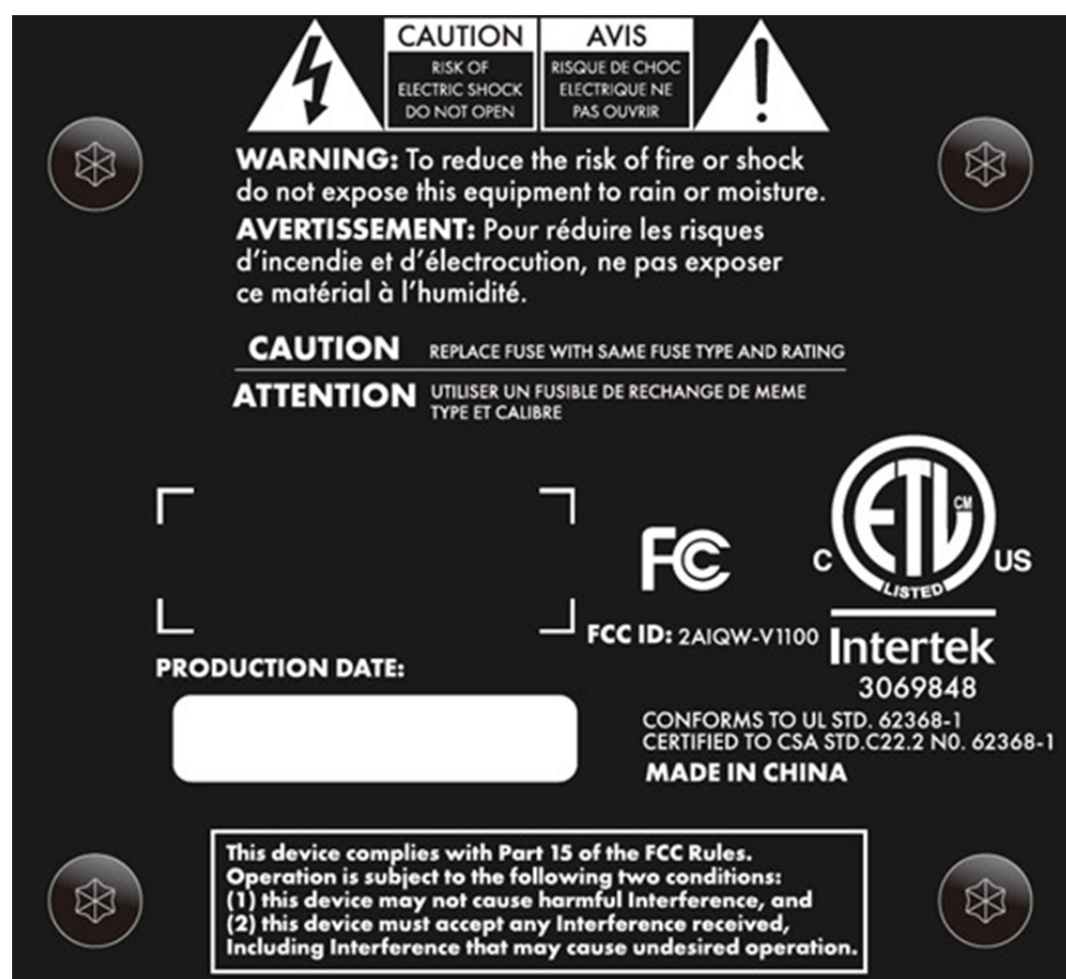 CAUTION
RISK OF
ELECTRIC SHOCK
DO NOT OPEN
AVIS
RISQUE DE CHOC
ELECTRIQUE NE
PAS OUVRIR
WARNING: To reduce the risk of fire or shock
do not expose this equipment to rain or moisture.
AVERTISSEMENT: Pour réduire les risques
d'incendie et d'électrocution, ne pas exposer
ce matérial à l'humidité.
CAUTION REPLACE FUSE WITH SAME FUSE TYPE AND RATING
ATTENTION UTILISER UN FUSIBLE DE RECHANGE DE MEME
TYPE ET CALIBRE
FC
FCC ID: 2AIQW-V1100
C ETL CM US
LISTED
Intertek
3069848
CONFORMS TO UL STD. 62368-1
CERTIFIED TO CSA STD.C22.2 N0. 62368-1
MADE IN CHINA
PRODUCTION DATE:
This device complies with Part 15 of the FCC Rules.
Operation is subject to the following two conditions:
(1) this device may not cause harmful Interference, and
(2) this device must accept any Interference received,
Including Interference that may cause undesired operation.